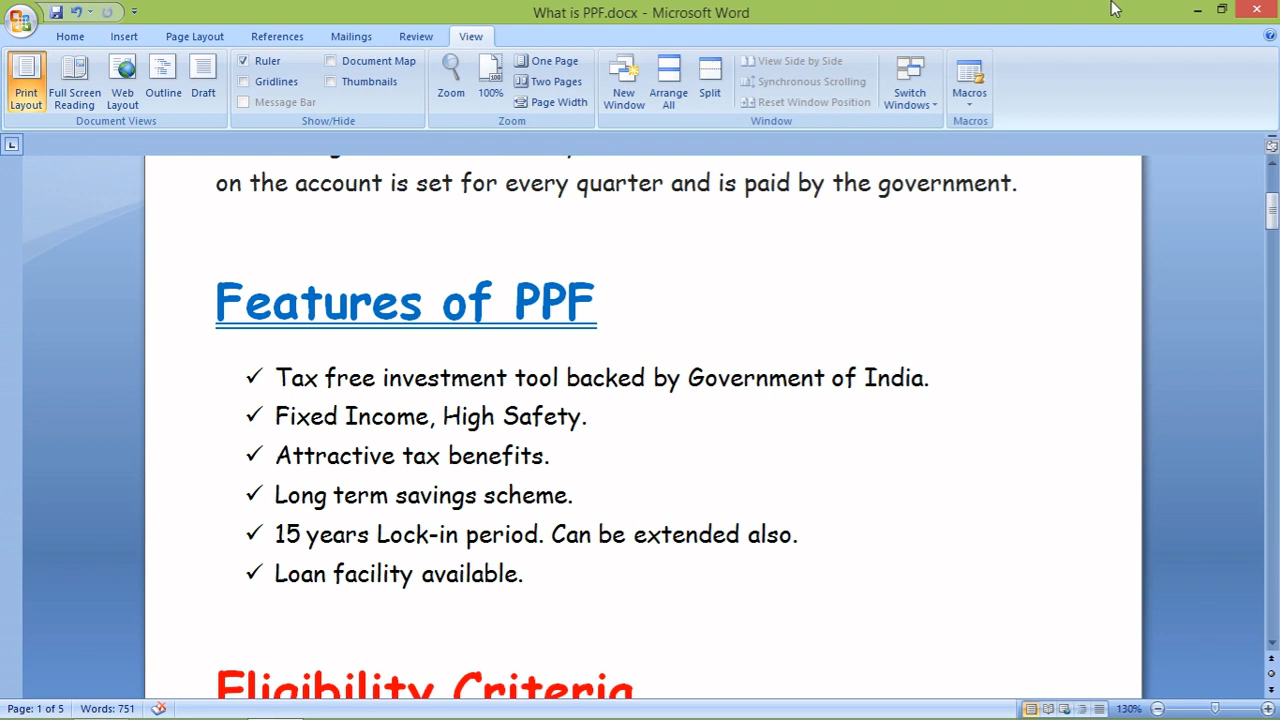 What is PPF.docx - Microsoft Word
Home Insert Page Layout References Mailings Review View
Print Layout
Full Screen Reading
Web Layout
Outline
Draft
Document Views
Ruler
Gridlines
Message Bar
Document Map
Thumbnails
Show/Hide
Zoom
100%
One Page
Two Pages
Page Width
Zoom
New Window
Arrange All
Split
View Side by Side
Synchronous Scrolling
Reset Window Position
Switch Windows
Window
Macros
Macros
on the account is set for every quarter and is paid by the government.
Features of PPF
✓ Tax free investment tool backed by Government of India.
✓ Fixed Income, High Safety.
✓ Attractive tax benefits.
✓ Long term savings scheme.
✓ 15 years Lock-in period. Can be extended also.
✓ Loan facility available.
Eligibility Criteria
Page: 1 of 5 Words: 751 130%